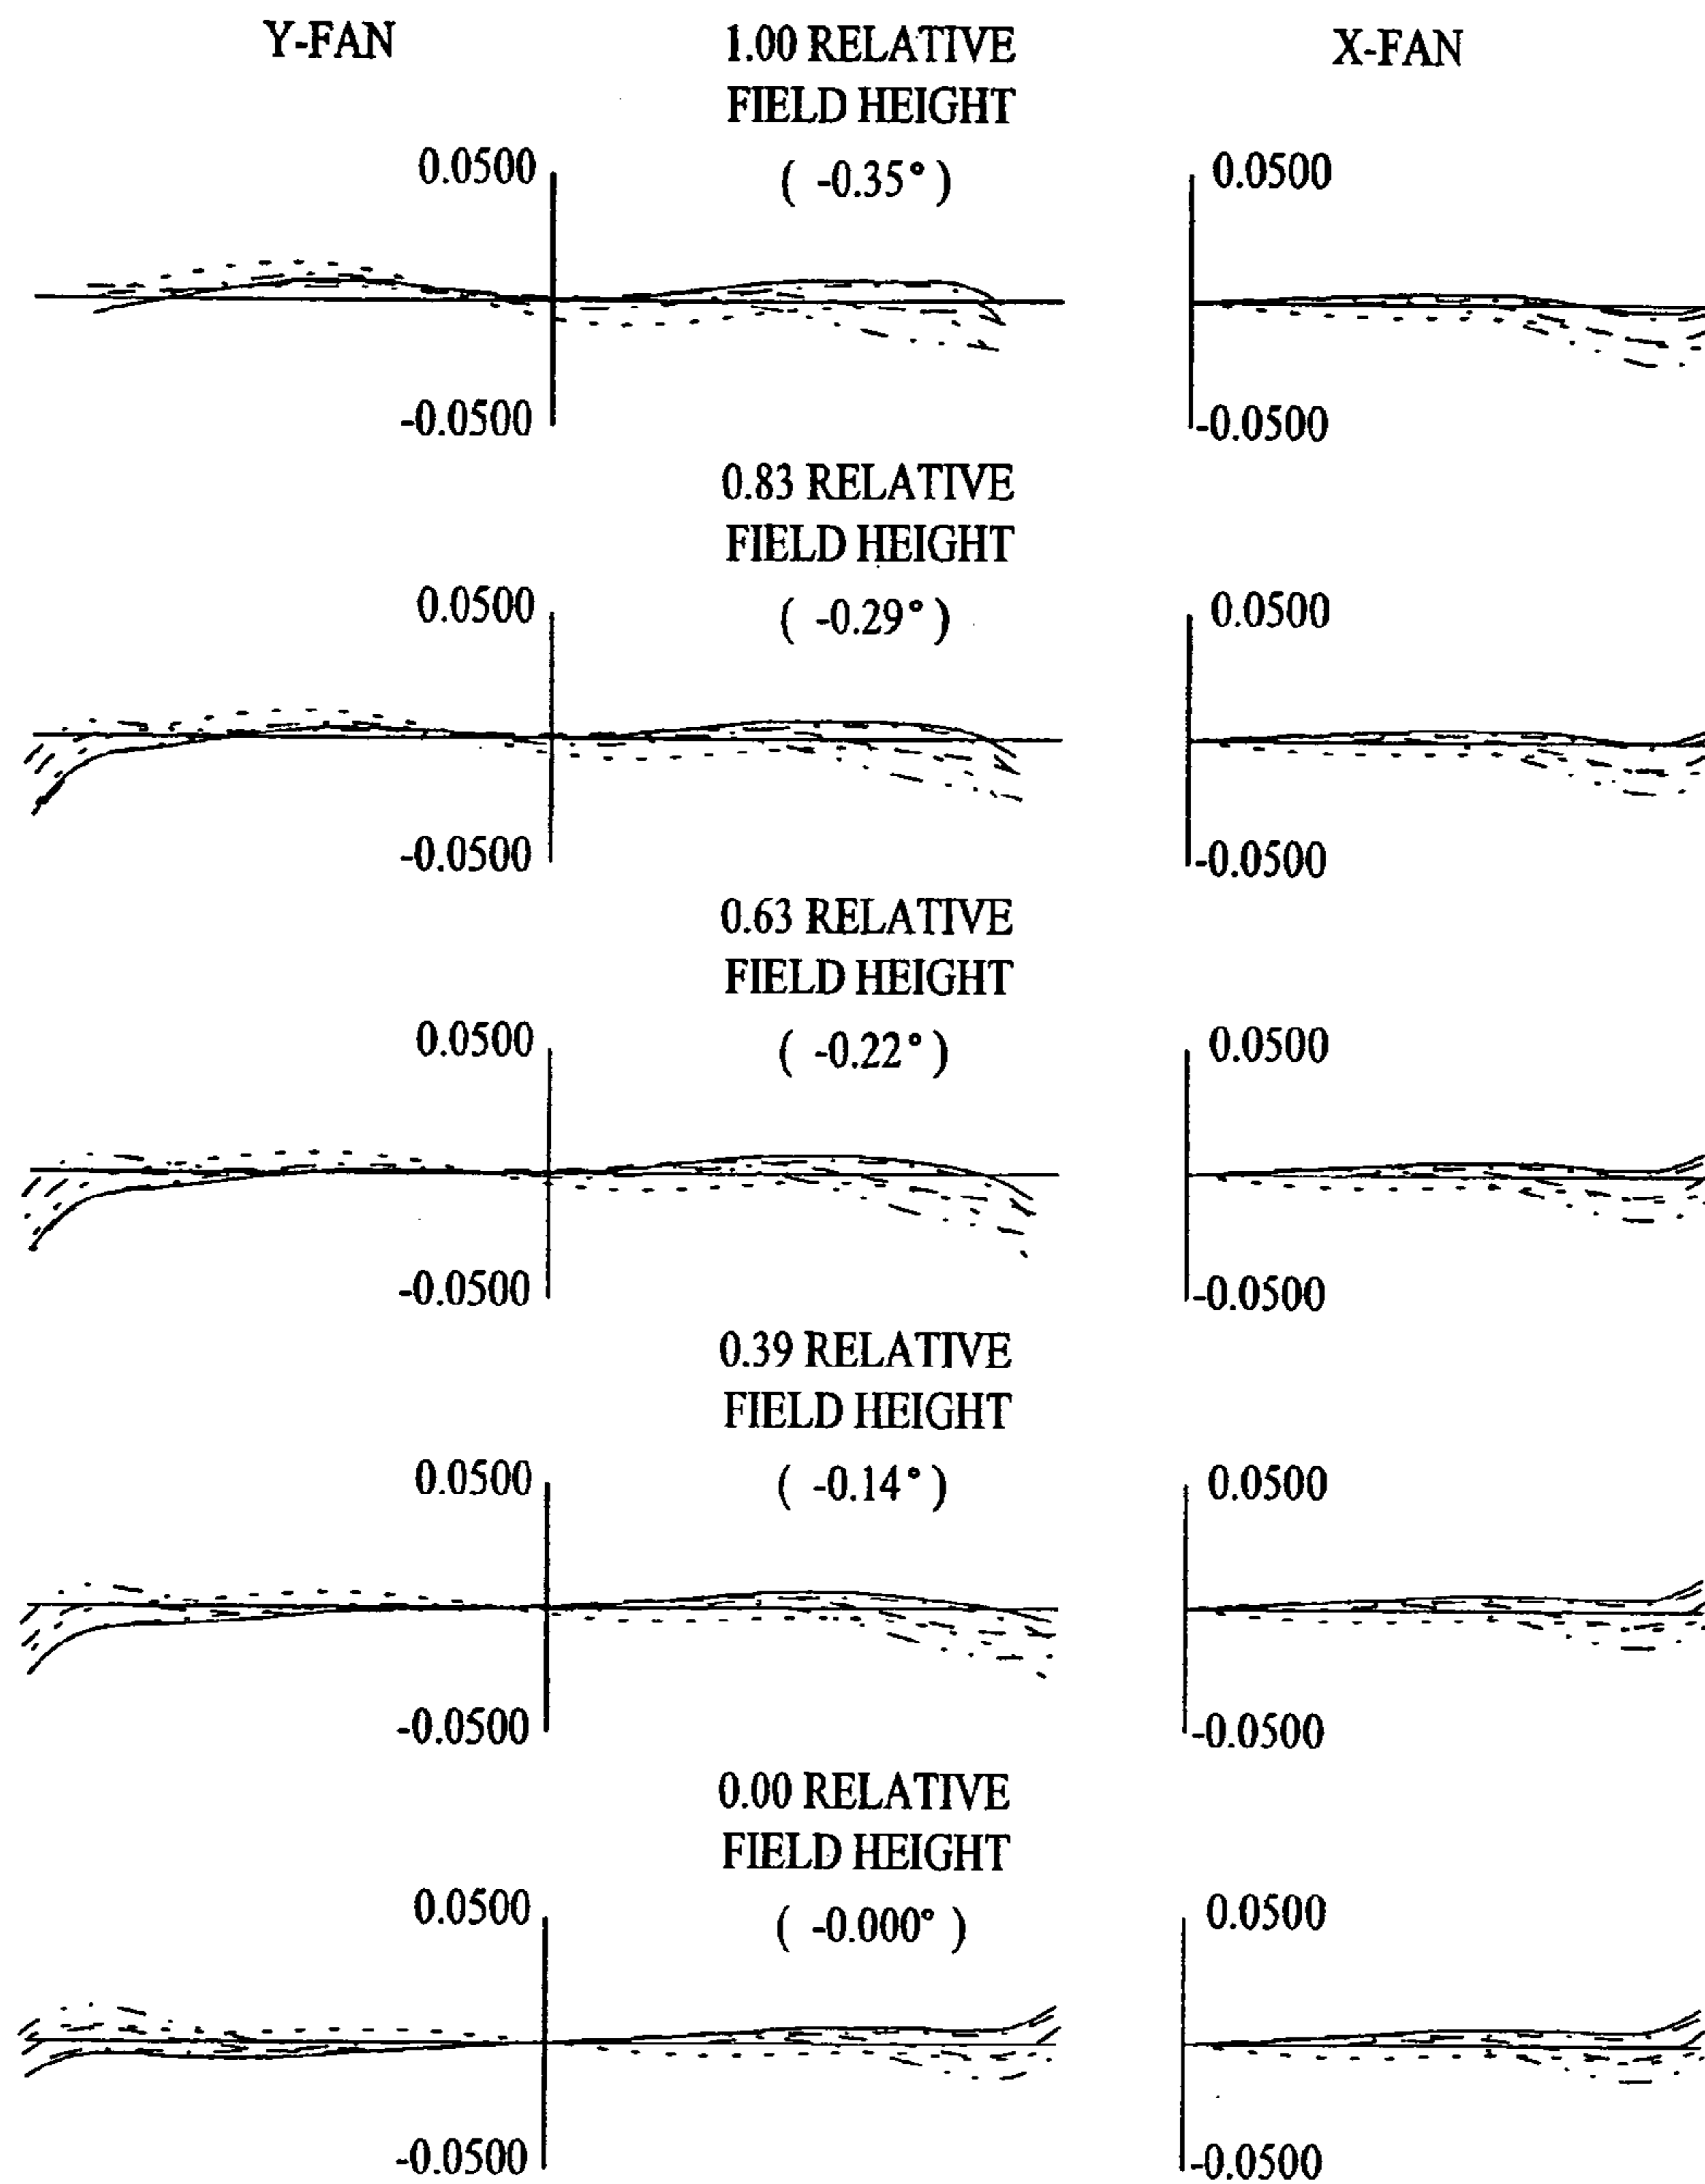 Y-FAN
1.00 RELATIVE
X-FAN
FIELD HEIGHT
0.0500
( -0.35° )
0.0500
-0.0500
-0.0500
0.83 RELATIVE
FIELD HEIGHT
0.0500
( -0.29° )
0.0500
-0.0500
-0.0500
0.63 RELATIVE
FIELD HEIGHT
0.0500
( -0.22° )
0.0500
-0.0500
-0.0500
0.39 RELATIVE
FIELD HEIGHT
0.0500
( -0.14° )
0.0500
-0.0500
-0.0500
0.00 RELATIVE
FIELD HEIGHT
0.0500
( -0.000° )
0.0500
-0.0500
-0.0500